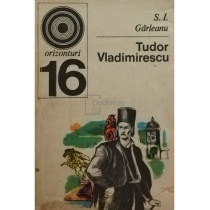 S.I.
Gârleanu
orizonturi
Tudor
Vladimirescu
16